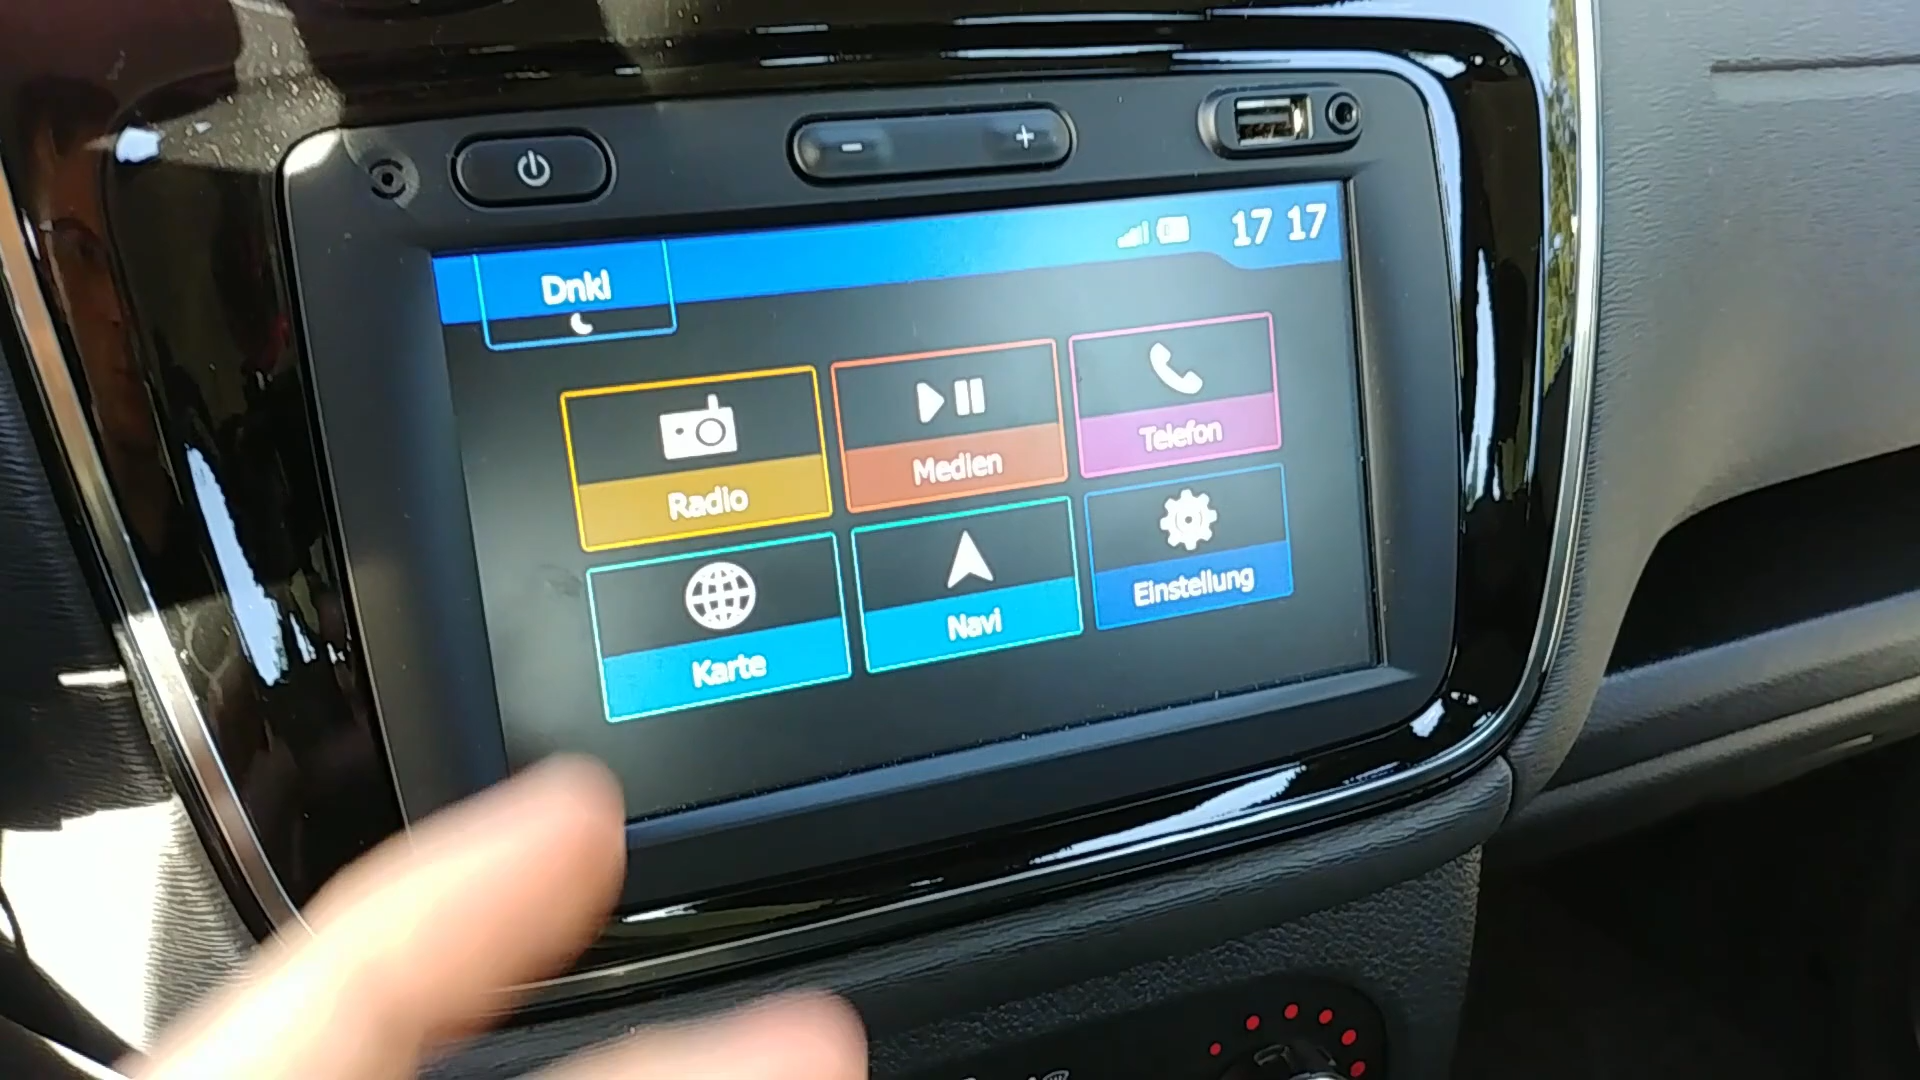 17 17
Dnkl
Radio
Medien
Telefon
Karte
Navi
Einstellung